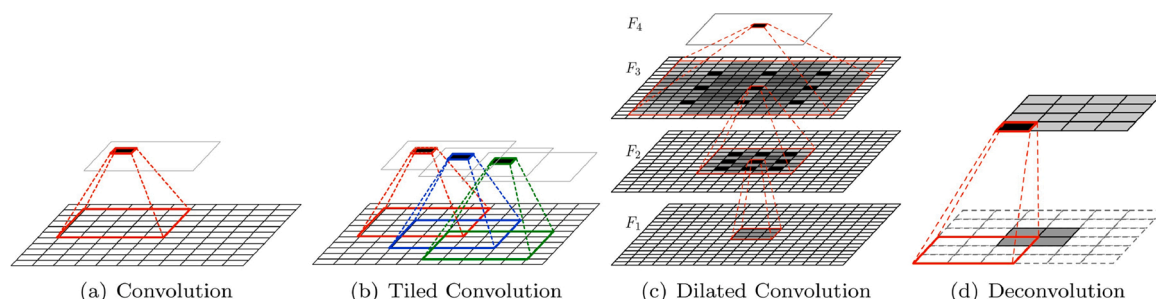 F4
F3
F2
F1
(a) Convolution
(b) Tiled Convolution
(c) Dilated Convolution
(d) Deconvolution